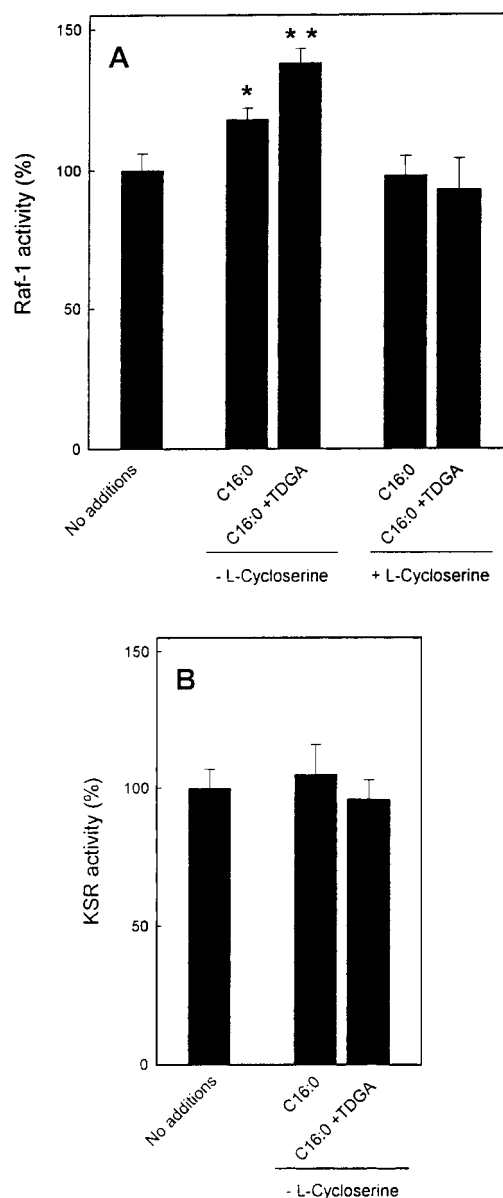 150
A
* *
*
100
Raf-1 activity (%)
50
0
No additions
C16:0
C16:0 +TDGA
C16:0
C16:0 +TDGA
- L-Cycloserine
+ L-Cycloserine
150
B
100
KSR activity (%)
50
0
No additions
C16:0
C16:0 +TDGA
- L-Cycloserine